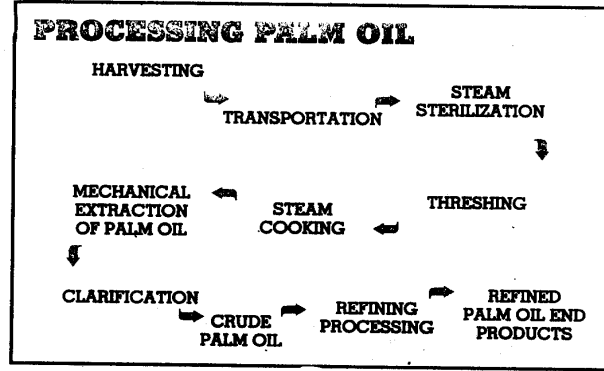 PROCESSING PALM OIL
HARVESTING
TRANSPORTATION
STEAM
STERILIZATION
THRESHING
STEAM
COOKING
MECHANICAL
EXTRACTION
OF PALM OIL
CLARIFICATION
CRUDE
PALM OIL
REFINING
PROCESSING
REFINED
PALM OIL END
PRODUCTS